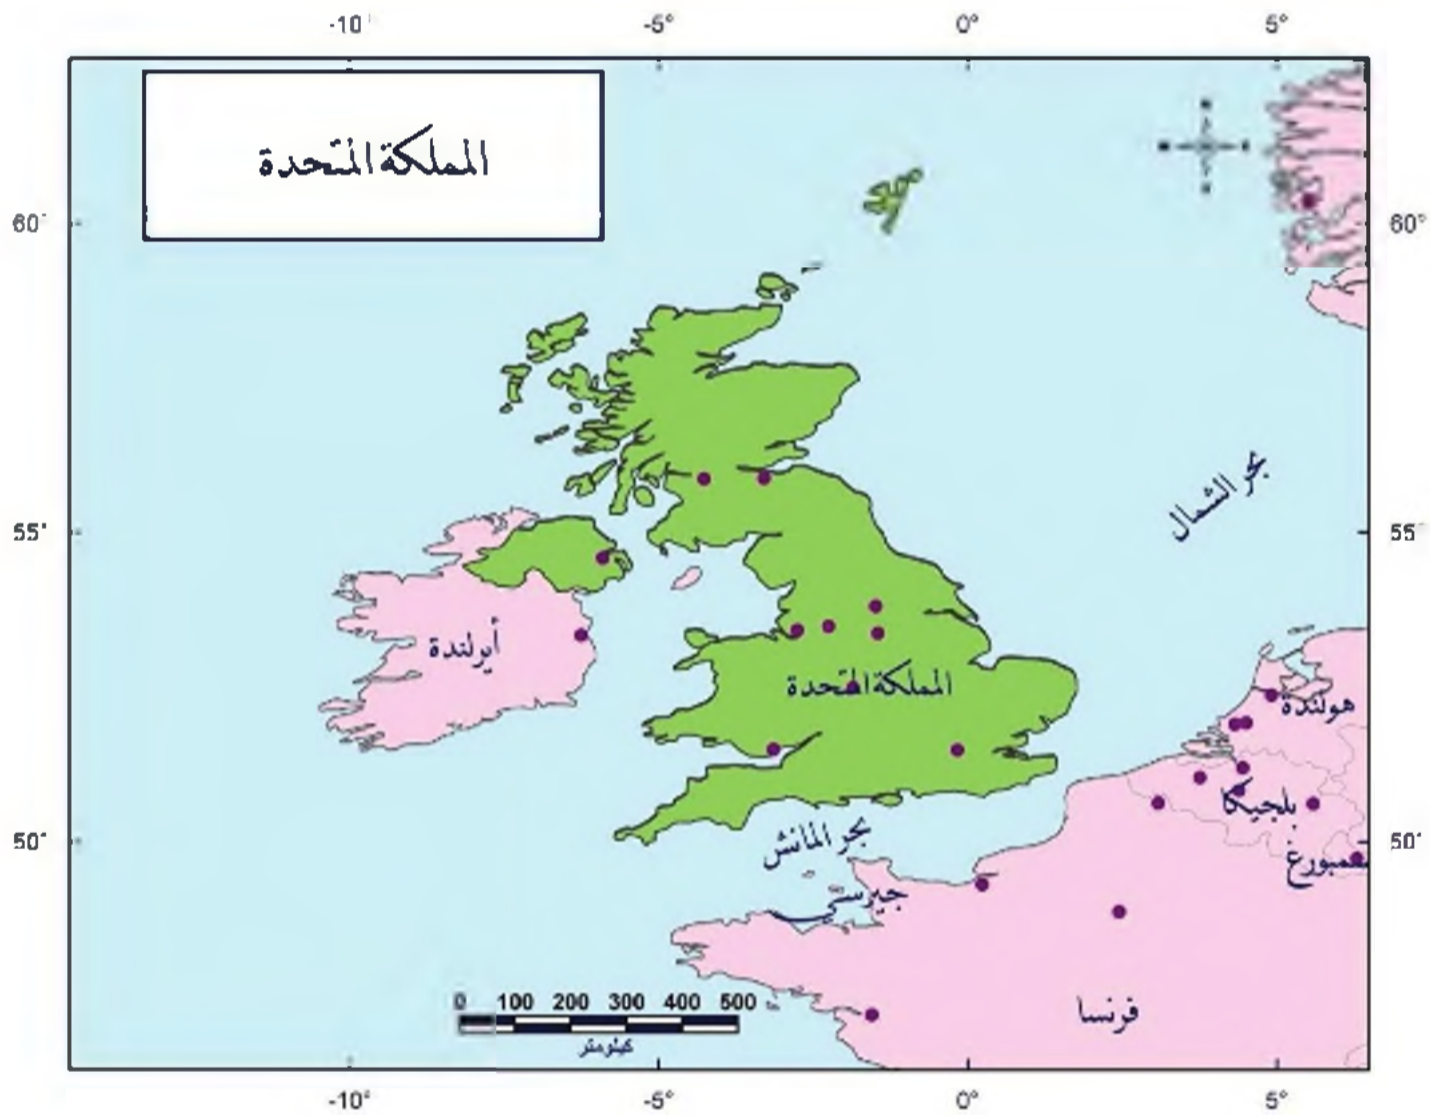 -10° -5° 0° 5°
المملكة المتحدة
60° 60°
بحر الشمال
55° 55°
أيرلندة
المملكة المتحدة
هولندة
بلجيكا
50° 50°
بحر المانش
جيرسي
0 100 200 300 400 500
كيلومتر
فرنسا
-10° -5° 0° 5°